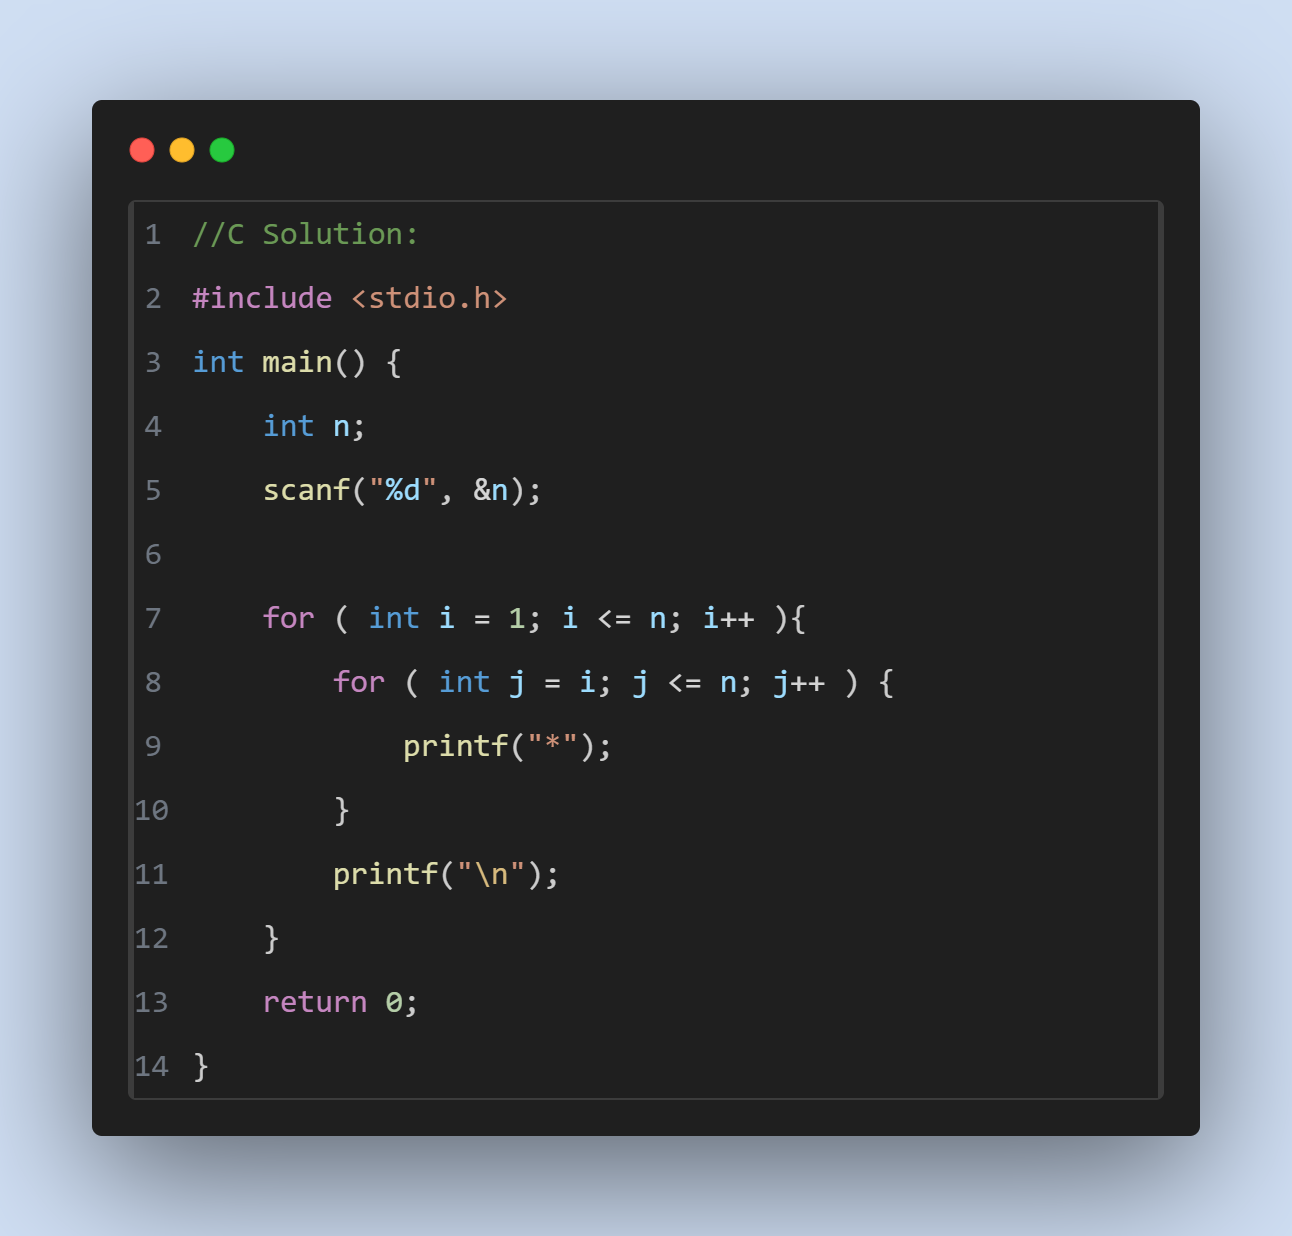 1 //C Solution:
2 #include <stdio.h>
3 int main() {
4     int n;
5     scanf("%d", &n);
6
7     for ( int i = 1; i <= n; i++ ){
8         for ( int j = i; j <= n; j++ ) {
9             printf("*");
10         }
11         printf("\n");
12     }
13     return 0;
14 }